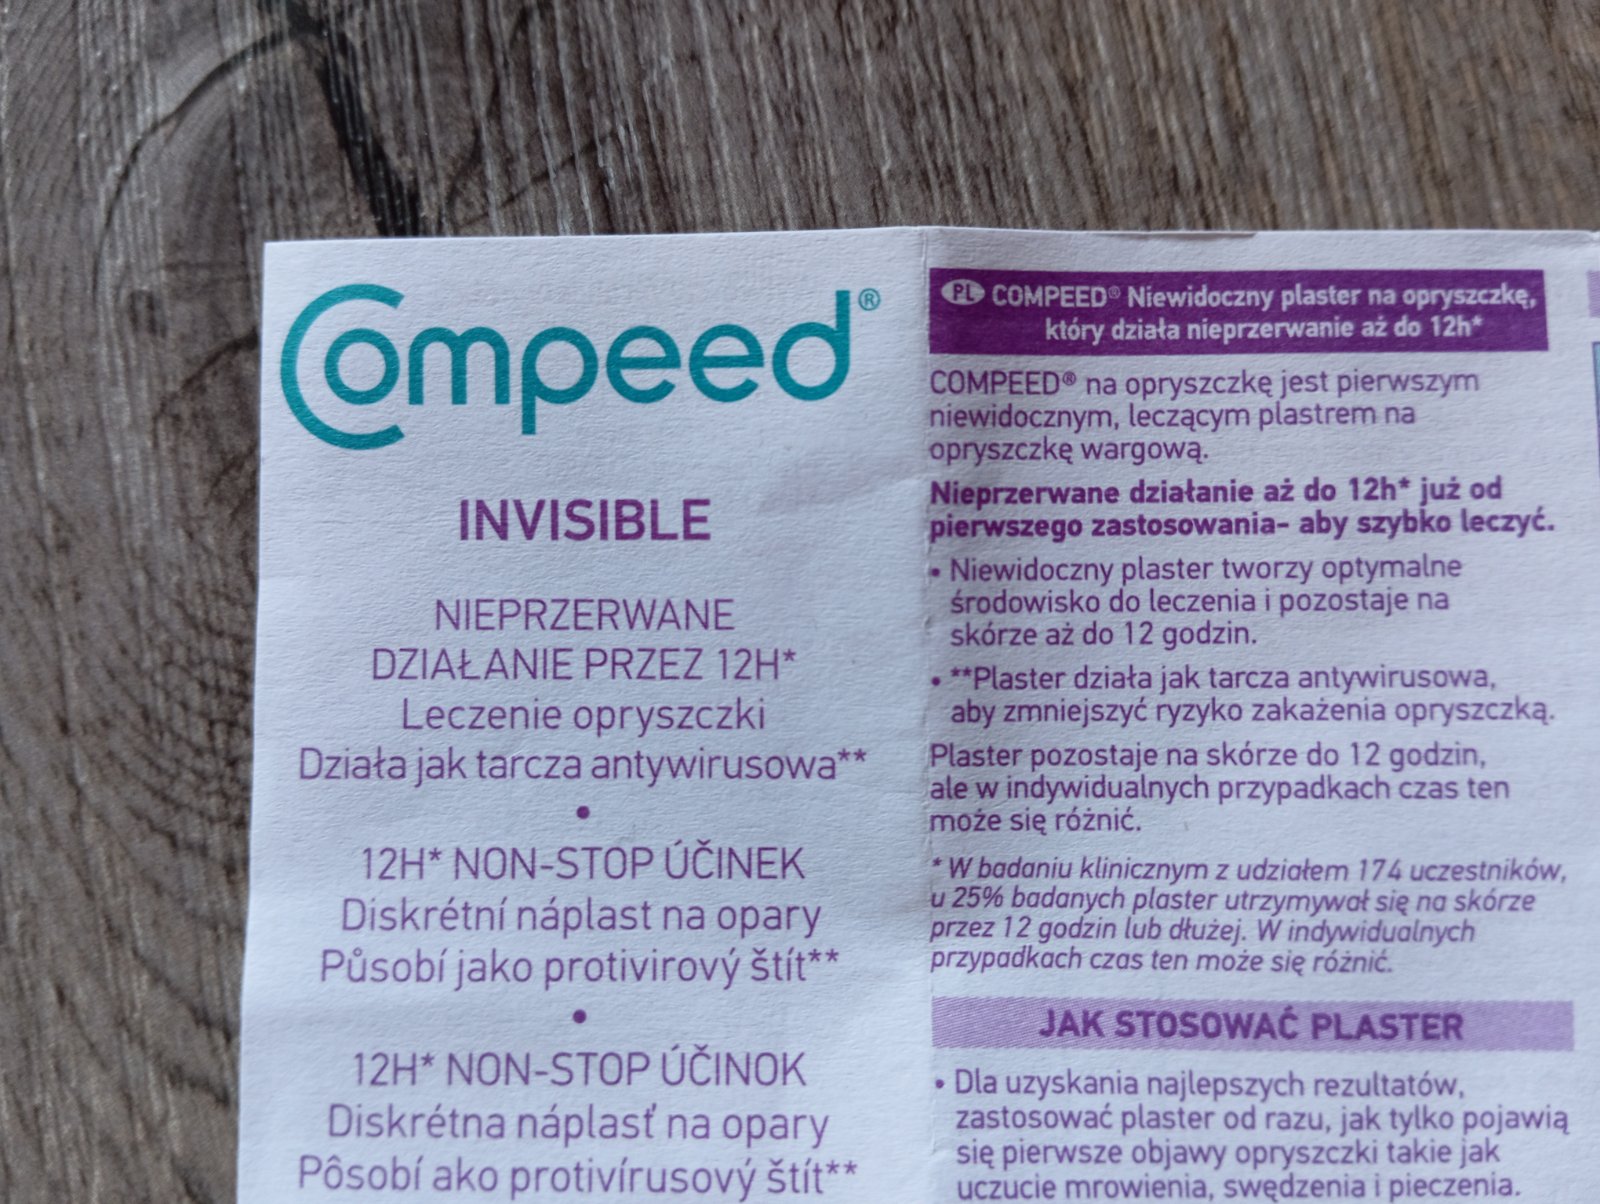 Compeed®
INVISIBLE
NIEPRZERWANE
DZIAŁANIE PRZEZ 12H*
Leczenie opryszczki
Działa jak tarcza antywirusowa**
•
12H* NON-STOP ÚČINEK
Diskrétní náplast na opary
Působí jako protivirový štít**
•
12H* NON-STOP ÚČINOK
Diskrétna náplasť na opary
Pôsobí ako protivírusový štít**
PL COMPEED® Niewidoczny plaster na opryszczkę,
który działa nieprzerwanie aż do 12h*
COMPEED® na opryszczkę jest pierwszym
niewidocznym, leczącym plastrem na
opryszczkę wargową.
Nieprzerwane działanie aż do 12h* już od
pierwszego zastosowania- aby szybko leczyć.
• Niewidoczny plaster tworzy optymalne
środowisko do leczenia i pozostaje na
skórze aż do 12 godzin.
• **Plaster działa jak tarcza antywirusowa,
aby zmniejszyć ryzyko zakażenia opryszczką.
Plaster pozostaje na skórze do 12 godzin,
ale w indywidualnych przypadkach czas ten
może się różnić.
* W badaniu klinicznym z udziałem 174 uczestników,
u 25% badanych plaster utrzymywał się na skórze
przez 12 godzin lub dłużej. W indywidualnych
przypadkach czas ten może się różnić.
JAK STOSOWAĆ PLASTER
• Dla uzyskania najlepszych rezultatów,
zastosować plaster od razu, jak tylko pojawią
się pierwsze objawy opryszczki takie jak
uczucie mrowienia, swędzenia i pieczenia.